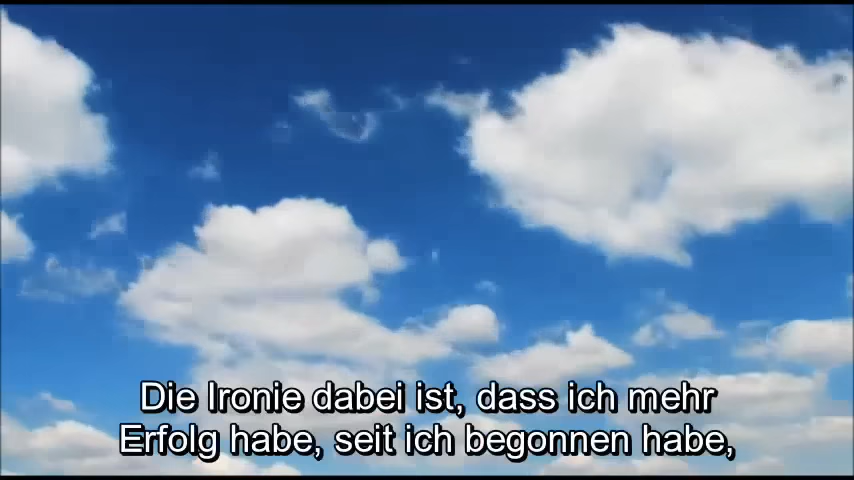 Die Ironie dabei ist, dass ich mehr
Erfolg habe, seit ich begonnen habe,